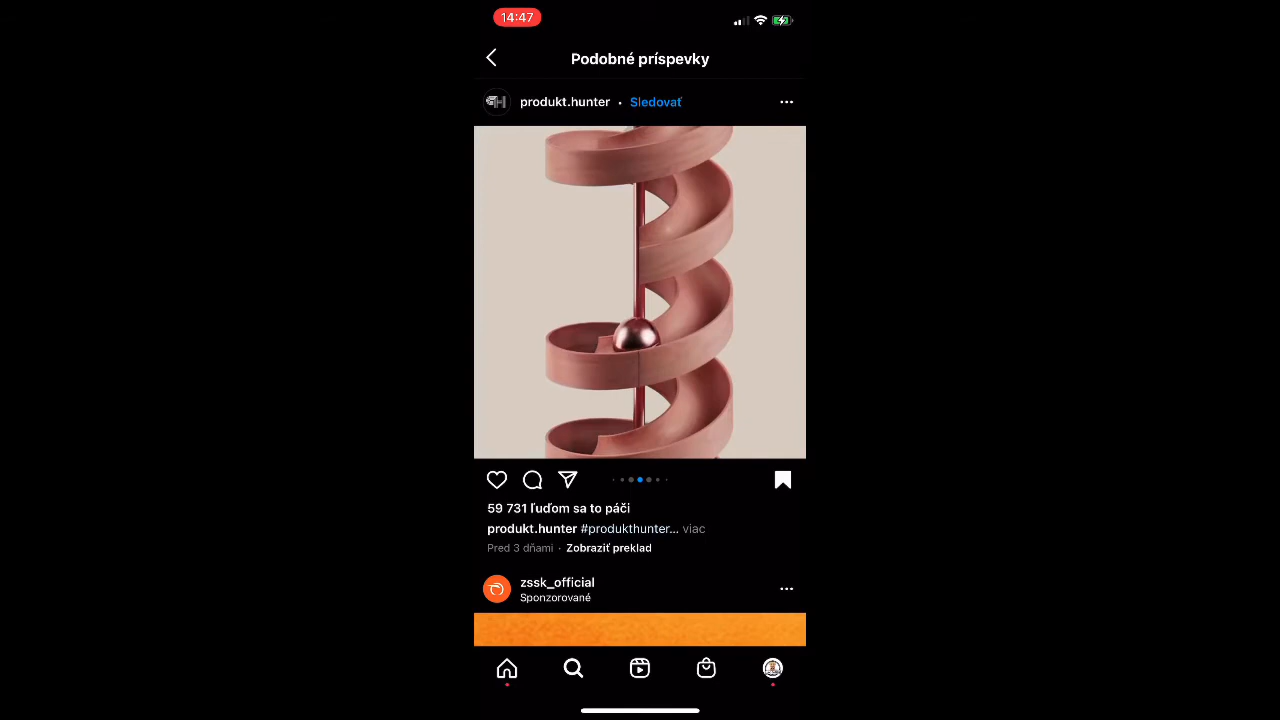 14:47
Podobné príspevky
produkt.hunter • Sledovať
59 731 ľuďom sa to páči
produkt.hunter #produkthunter... viac
Pred 3 dňami · Zobraziť preklad
zssk_official
Sponzorované